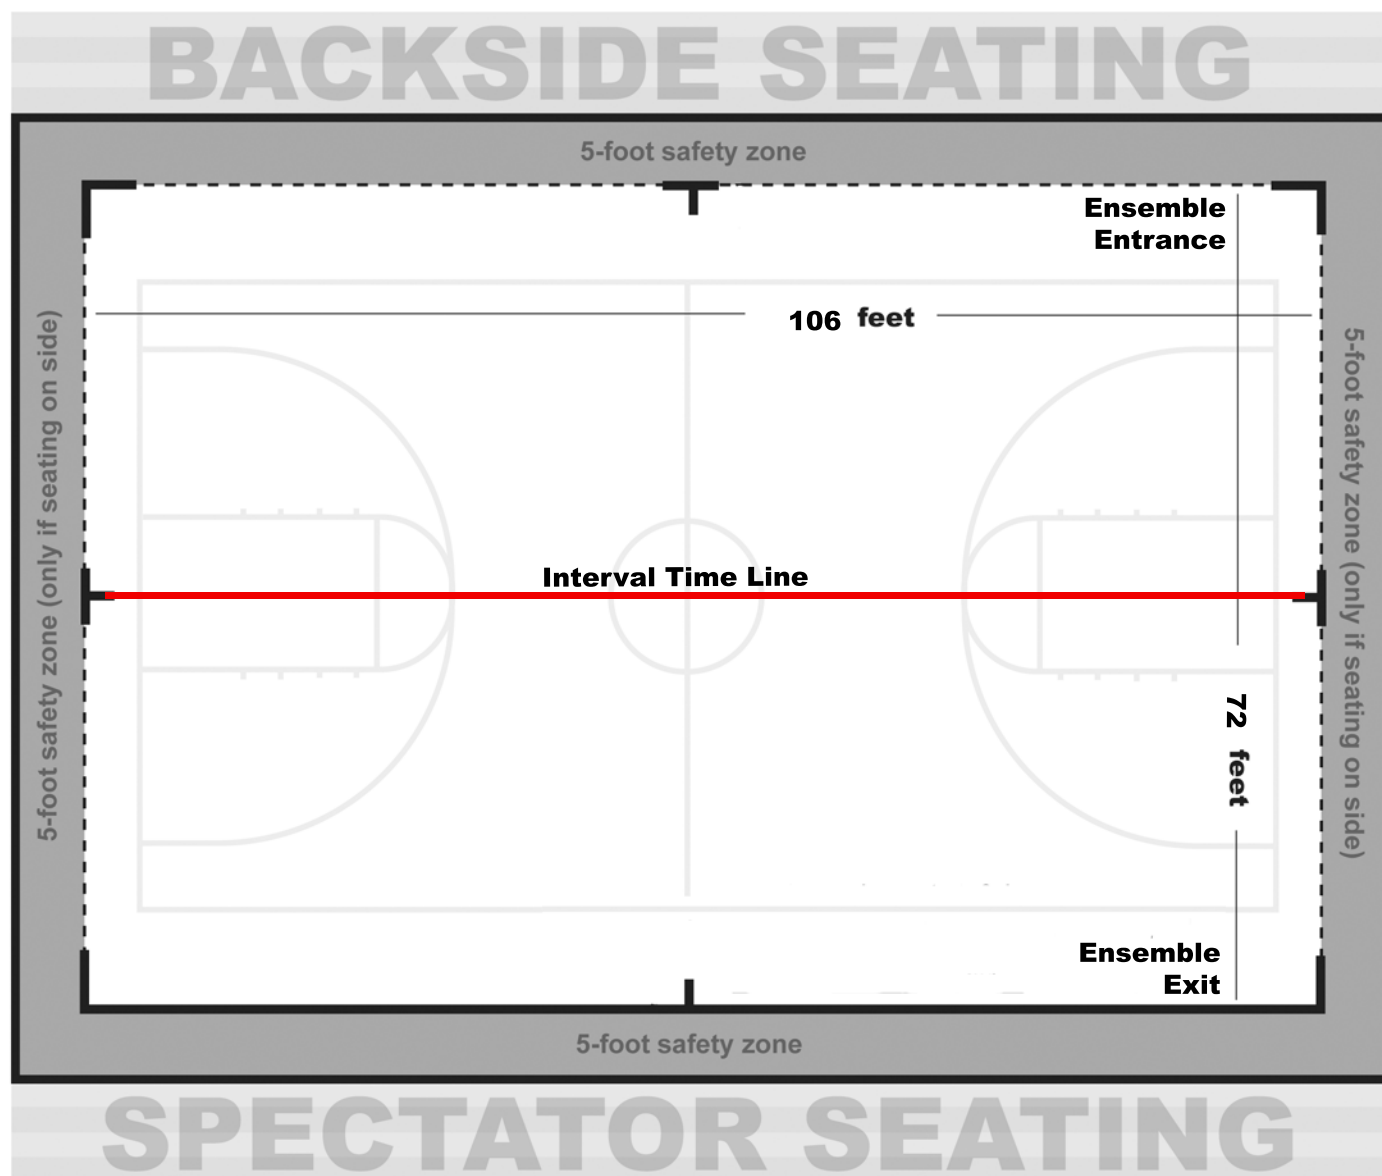 BACKSIDE SEATING
5-foot safety zone
Ensemble
Entrance
106 feet
5-foot safety zone (only if seating on side)
5-foot safety zone (only if seating on side)
Interval Time Line
72 feet
Ensemble
Exit
5-foot safety zone
SPECTATOR SEATING